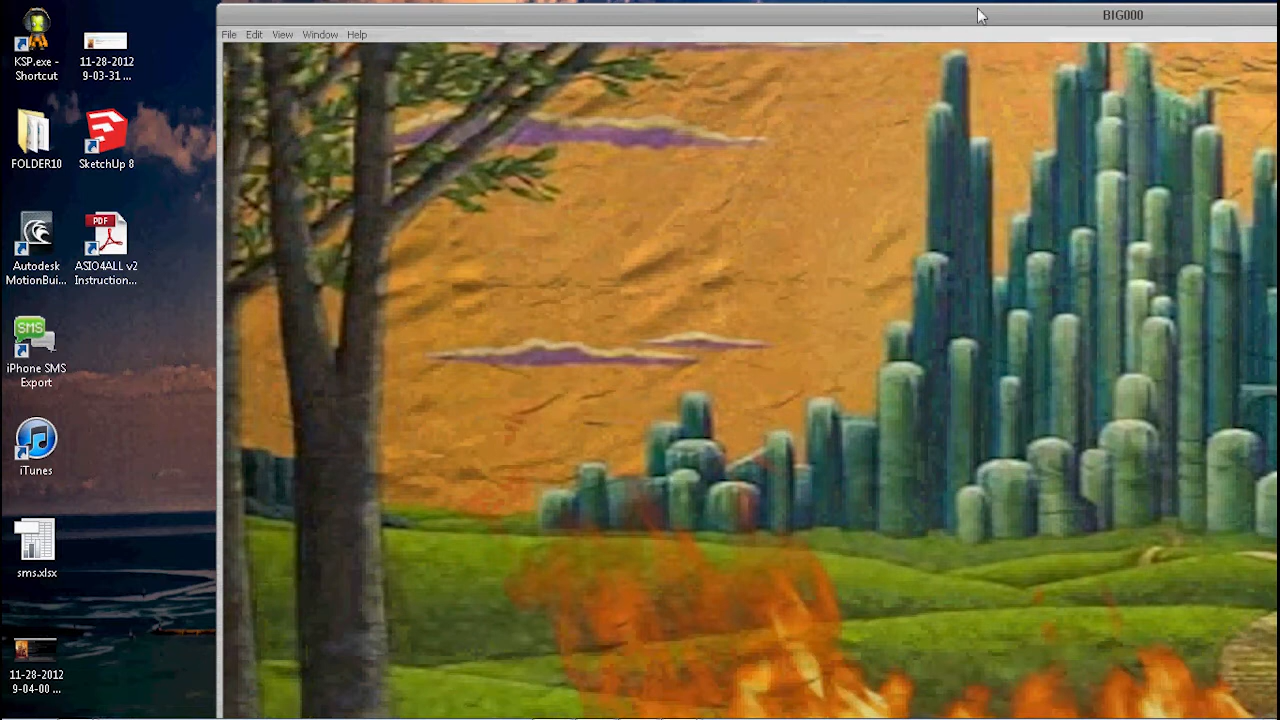 BIG000
File Edit View Window Help
KSP.exe -
Shortcut
11-28-2012
9-03-31 ...
FOLDER10
SketchUp 8
PDF
Autodesk
MotionBui...
ASIO4ALL v2
Instruction...
SMS
iPhone SMS
Export
iTunes
sms.xlsx
11-28-2012
9-04-00 ...